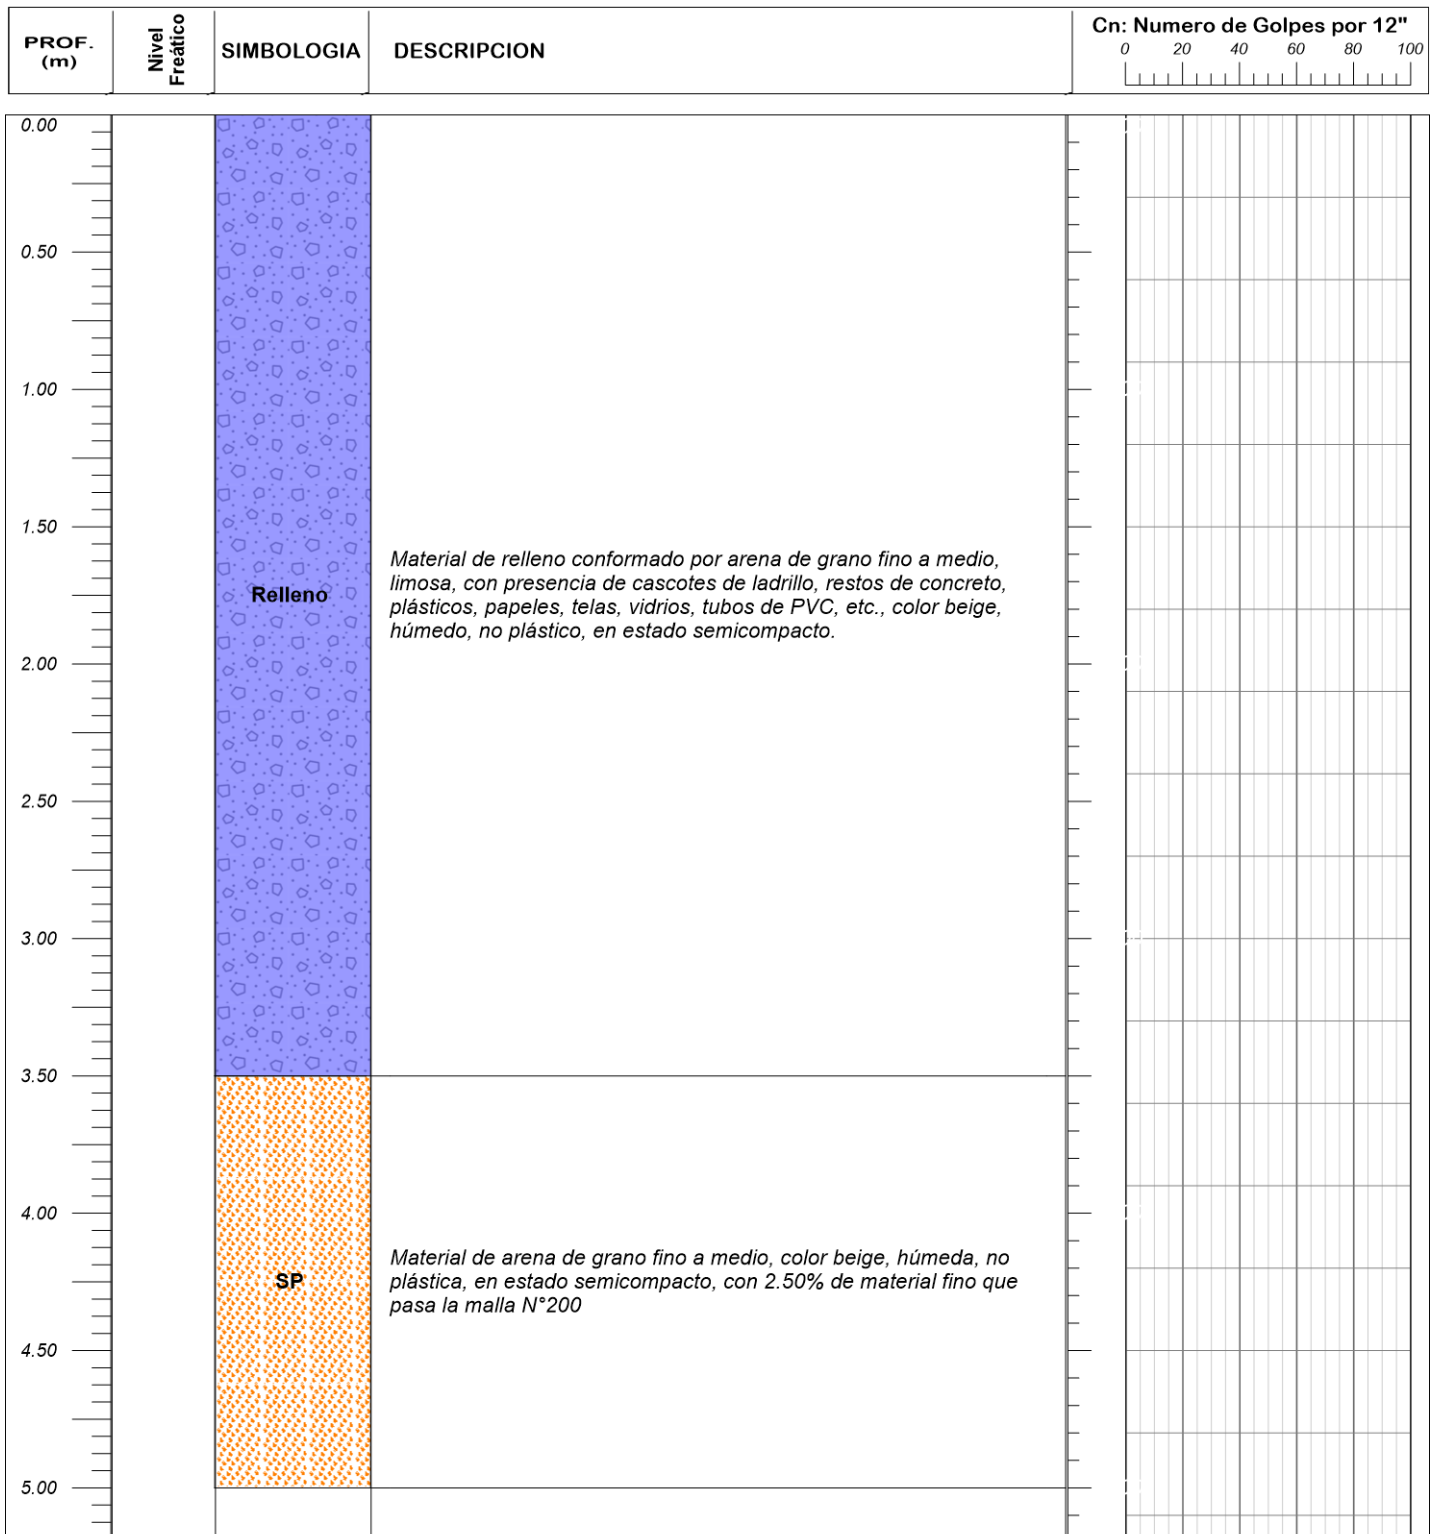 PROF.
(m)
Nivel
Freático
SIMBOLOGIA
DESCRIPCION
Cn: Numero de Golpes por 12"
0 20 40 60 80 100
0.00
0.50
1.00
1.50
Material de relleno conformado por arena de grano fino a medio,
limosa, con presencia de cascotes de ladrillo, restos de concreto,
Relleno
plásticos, papeles, telas, vidrios, tubos de PVC, etc., color beige,
húmedo, no plástico, en estado semicompacto.
2.00
2.50
3.00
3.50
4.00
Material de arena de grano fino a medio, color beige, húmeda, no
SP
plástica, en estado semicompacto, con 2.50% de material fino que
pasa la malla N°200
4.50
5.00